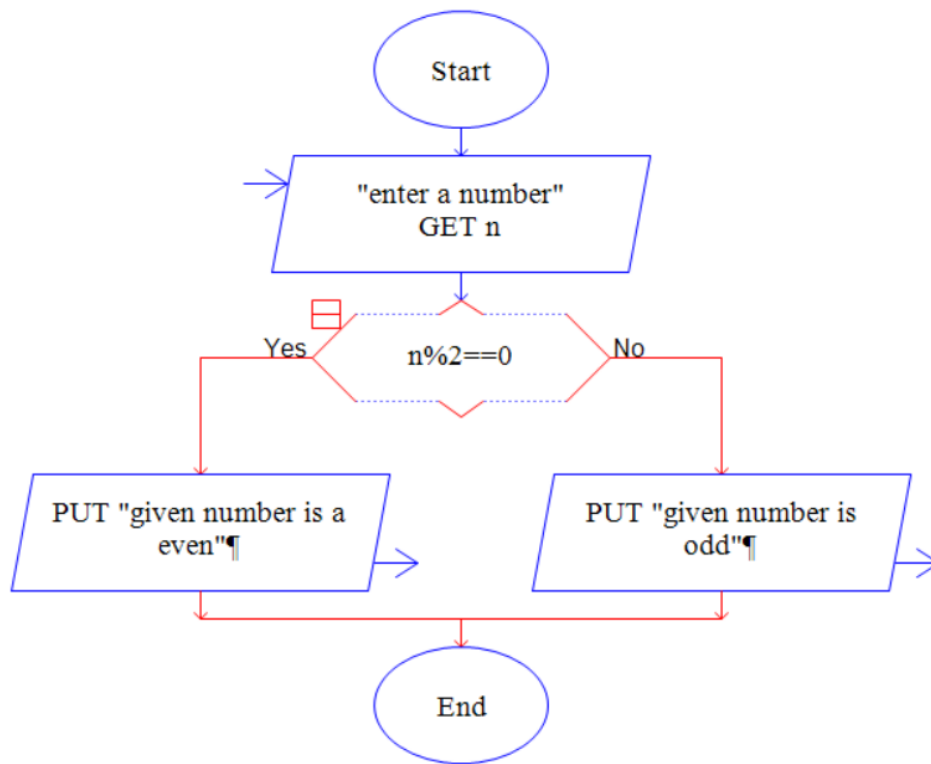 Start
"enter a number"
GET n
Yes
n%2==0
No
PUT "given number is a
even"¶
PUT "given number is
odd"¶
End